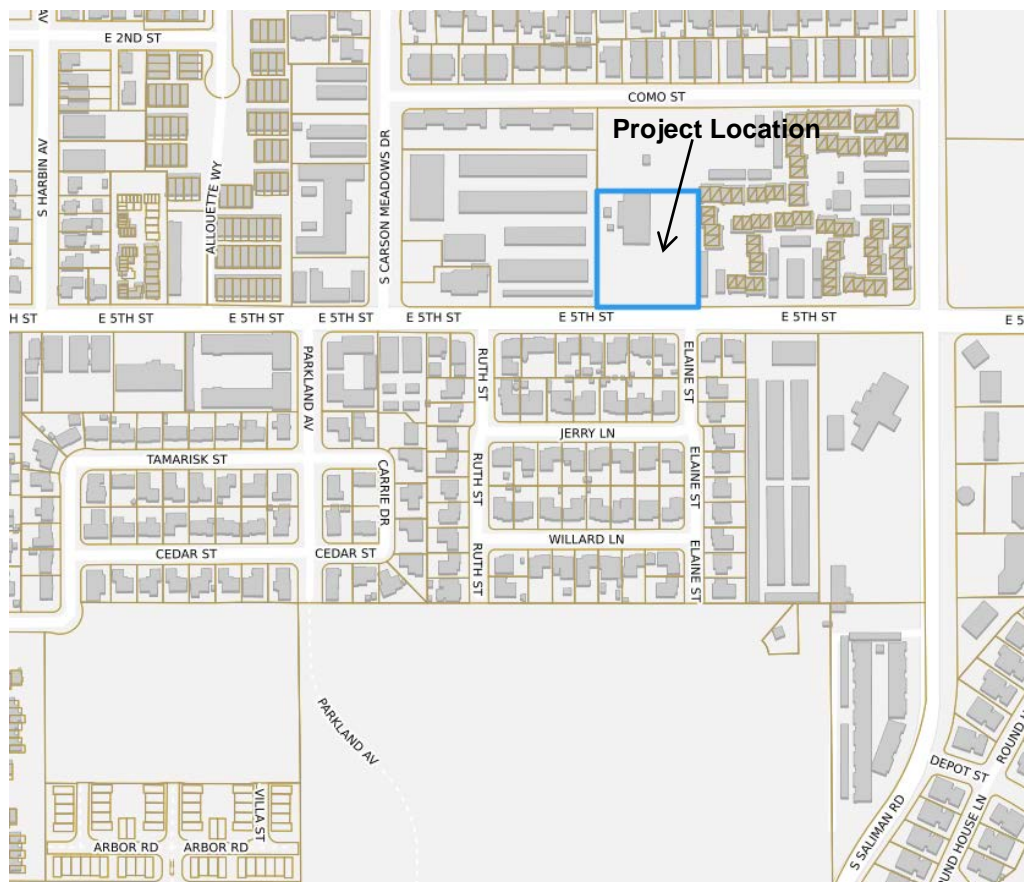 AV
E 2ND ST
COMO ST
Project Location
S HARBIN AV
ALLOUETTE WY
S CARSON MEADOWS DR
H ST
E 5TH ST
E 5TH ST
E 5TH ST
E 5TH ST
E 5TH ST
E 5TH ST
E 5
PARKLAND AV
RUTH ST
ELAINE ST
JERRY LN
TAMARISK ST
CARRIE DR
RUTH ST
ELAINE ST
WILLARD LN
CEDAR ST
CEDAR ST
RUTH ST
ELAINE ST
PARKLAND AV
DEPOT ST
ROUND H
VILLA ST
S SALIMAN RD
OUND HOUSE LN
ARBOR RD
ARBOR RD